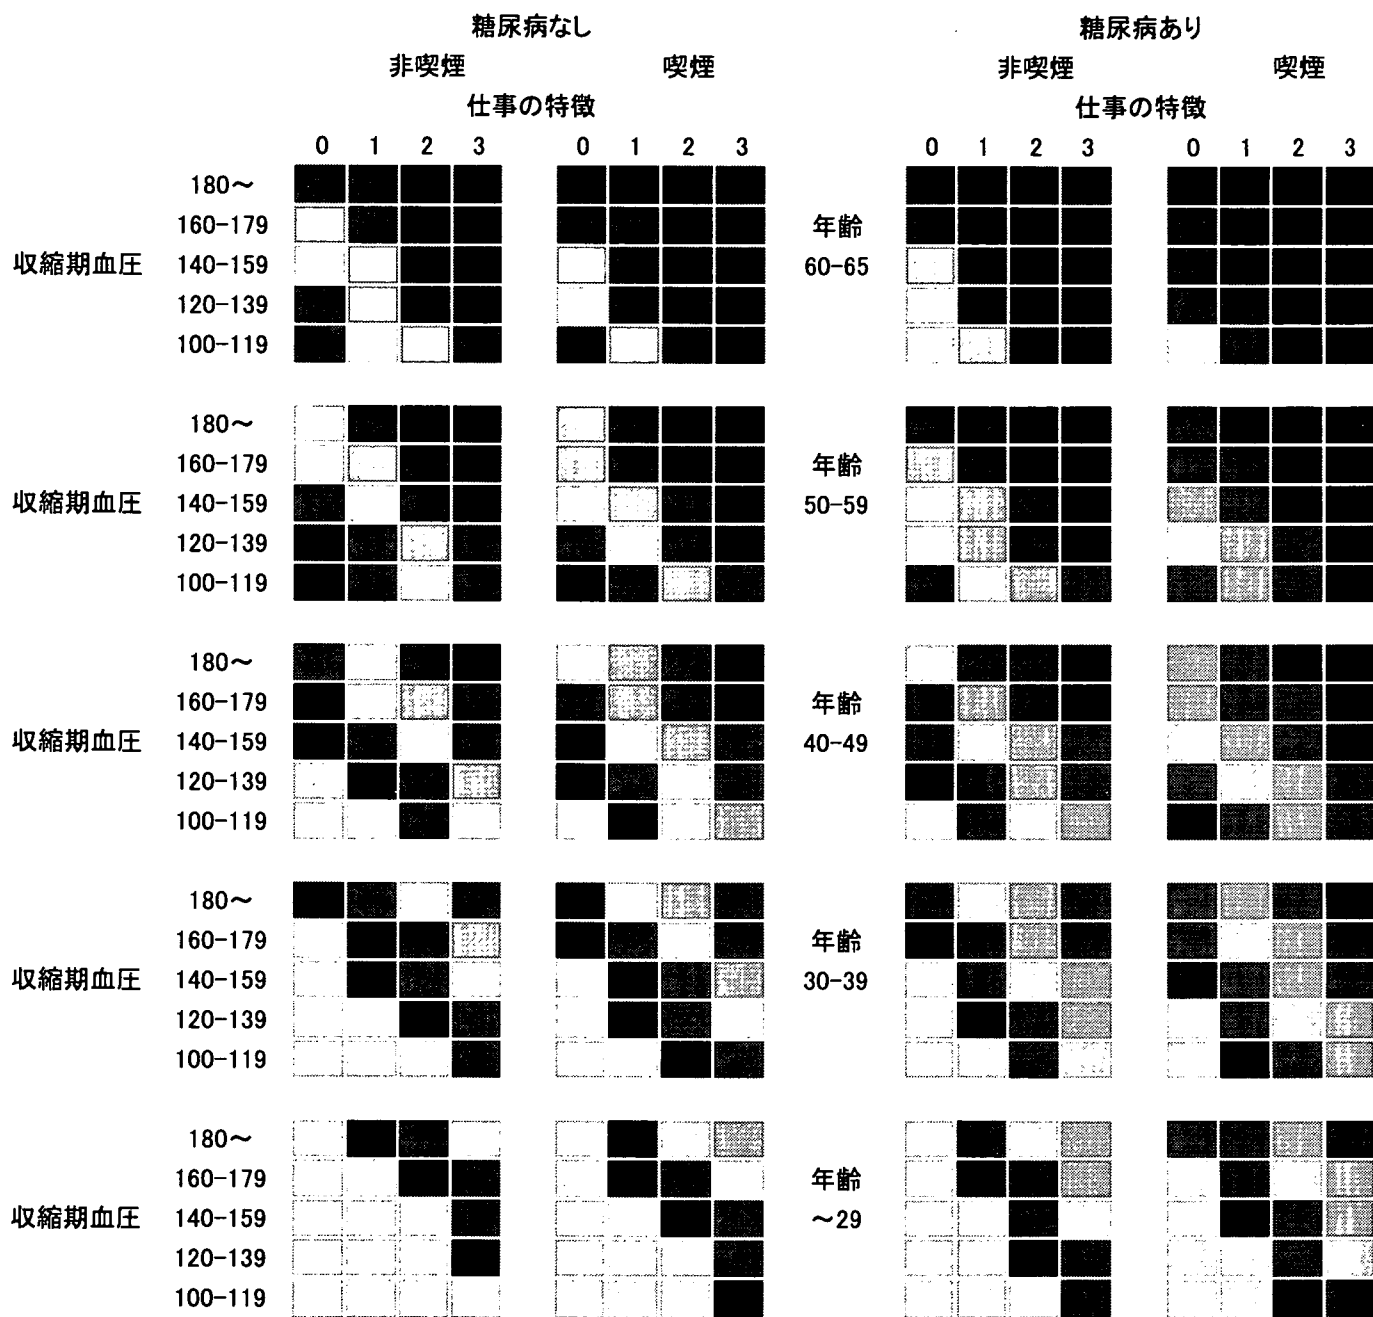 糖尿病なし 糖尿病あり
非喫煙 喫煙 非喫煙 喫煙
仕事の特徴 仕事の特徴
0 1 2 3 0 1 2 3 0 1 2 3 0 1 2 3
180～
160-179 年齢
収縮期血圧 140-159 60-65
120-139
100-119
180～
160-179 年齢
収縮期血圧 140-159 50-59
120-139
100-119
180～
160-179 年齢
収縮期血圧 140-159 40-49
120-139
100-119
180～
160-179 年齢
収縮期血圧 140-159 30-39
120-139
100-119
180～
160-179 年齢
収縮期血圧 140-159 ～29
120-139
100-119